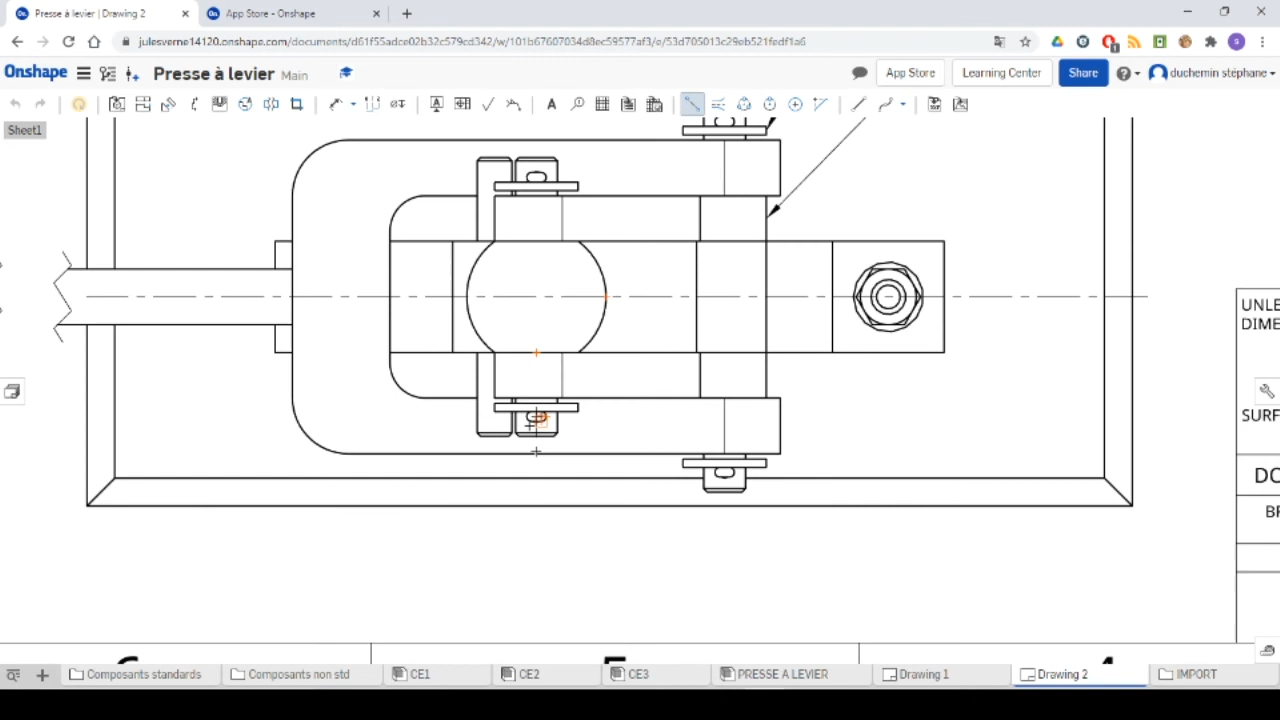 Presse à levier | Drawing 2
App Store - Onshape
julesverne14120.onshape.com/documents/d61f55adce02b32c579cd342/w/101b67607034d8ec59577af3/e/53d705013c29eb521fedf1a6
Onshape
Presse à levier Main
App Store
Learning Center
Share
duchemin stéphane
Sheet1
UNLE
DIME
SURF
DO
BF
Composants standards
Composants non std
CE1
CE2
CE3
PRESSE A LEVIER
Drawing 1
Drawing 2
IMPORT